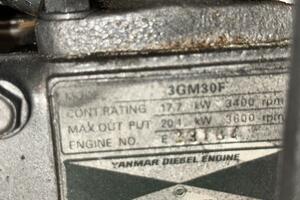 3GM30F
CONT.RATING 17.7 kW 3400 rpm
MAX OUT PUT 20.1 kW 3600 rpm
ENGINE NO. E
YANMAR DIESEL ENGINE